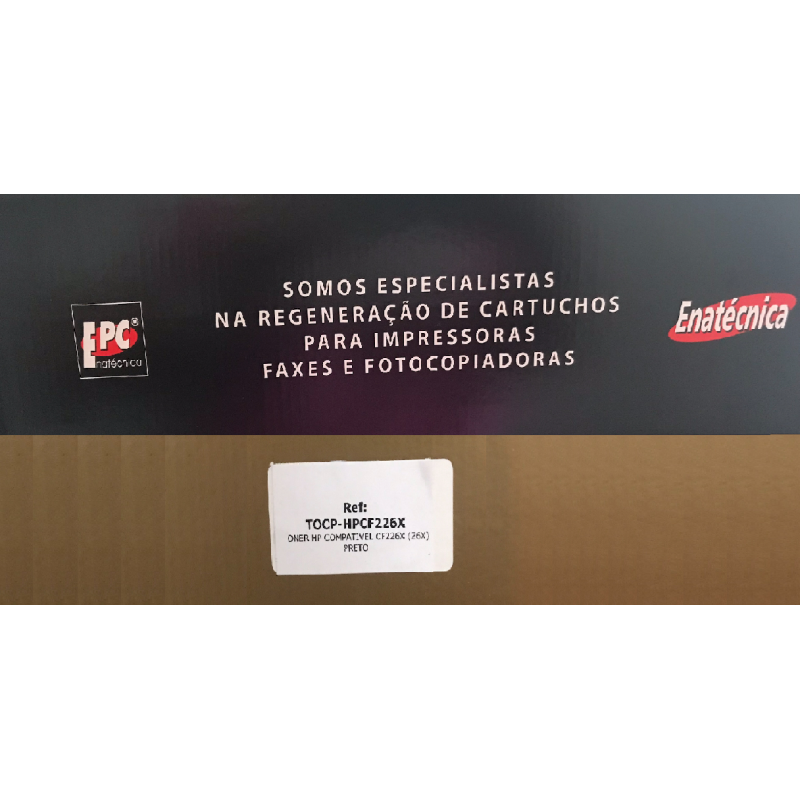 SOMOS ESPECIALISTAS
NA REGENERAÇÃO DE CARTUCHOS
PARA IMPRESSORAS
FAXES E FOTOCOPIADORAS
EPC®
Enatécnica
Enatécnica
Ref:
TOCP-HPCF226X
ONER HP COMPATIVEL CF226X (26X)
PRETO